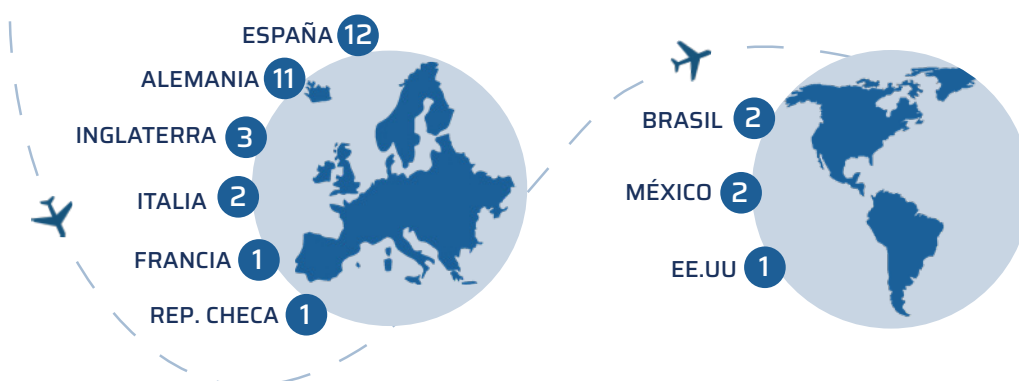 ESPAÑA 12
ALEMANIA 11
INGLATERRA 3
ITALIA 2
FRANCIA 1
REP. CHECA 1
BRASIL 2
MÉXICO 2
EE.UU 1